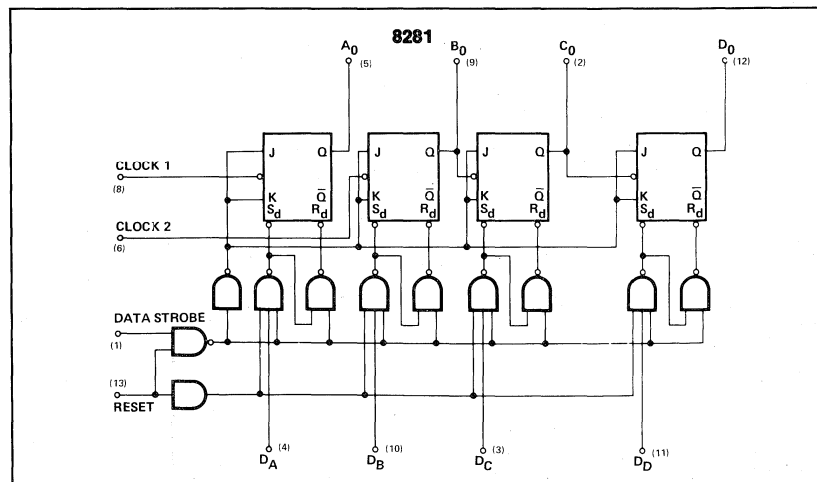 8281
A0 B0 C0 D0
(5) (9) (2) (12)
J Q J Q J Q J Q
CLOCK 1
(8)
K Q̅ K Q̅ K Q̅ K Q̅
Sd Rd Sd Rd Sd Rd Sd Rd
CLOCX 2
(6)
DATA STROBE
(1)
(13)
RESET
DA (4) DB (10) DC (3) DD (11)